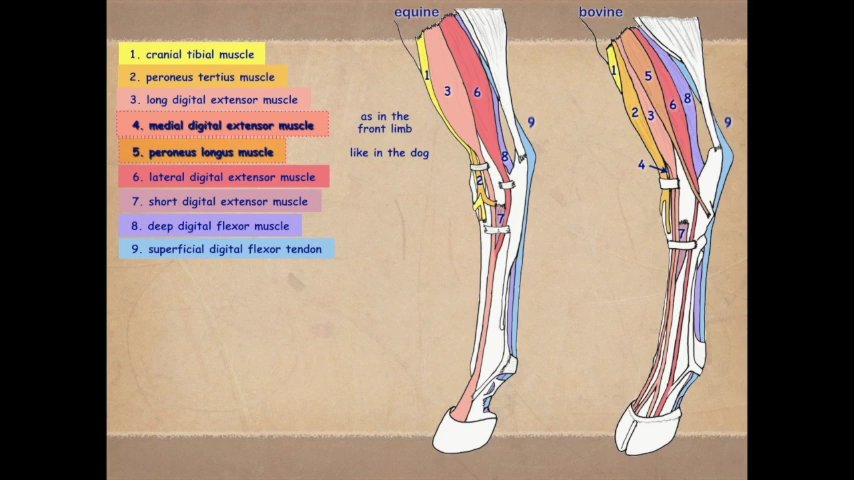 equine
bovine
1. cranial tibial muscle
2. peroneus tertius muscle
3. long digital extensor muscle
4. medial digital extensor muscle
5. peroneus longus muscle
6. lateral digital extensor muscle
7. short digital extensor muscle
8. deep digital flexor muscle
9. superficial digital flexor tendon
as in the
front limb
like in the dog
1
3
6
9
8
2
7
1
5
2
3
6
8
9
4
7